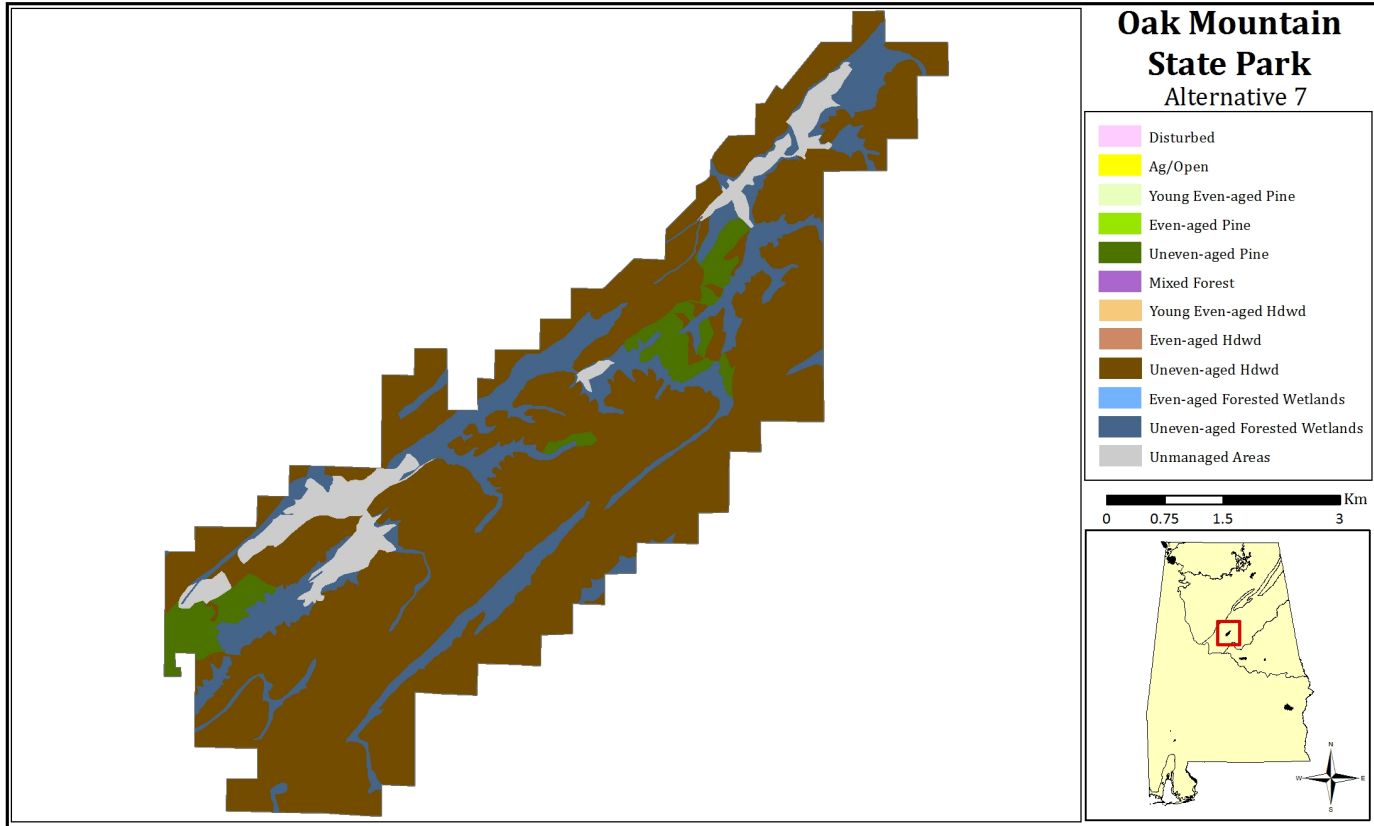 Oak Mountain
State Park
Alternative 7
Disturbed
Ag/Open
Young Even-aged Pine
Even-aged Pine
Uneven-aged Pine
Mixed Forest
Young Even-aged Hdwd
Even-aged Hdwd
Uneven-aged Hdwd
Even-aged Forested Wetlands
Uneven-aged Forested Wetlands
Unmanaged Areas
Km
0 0.75 1.5 3
N
W E
S